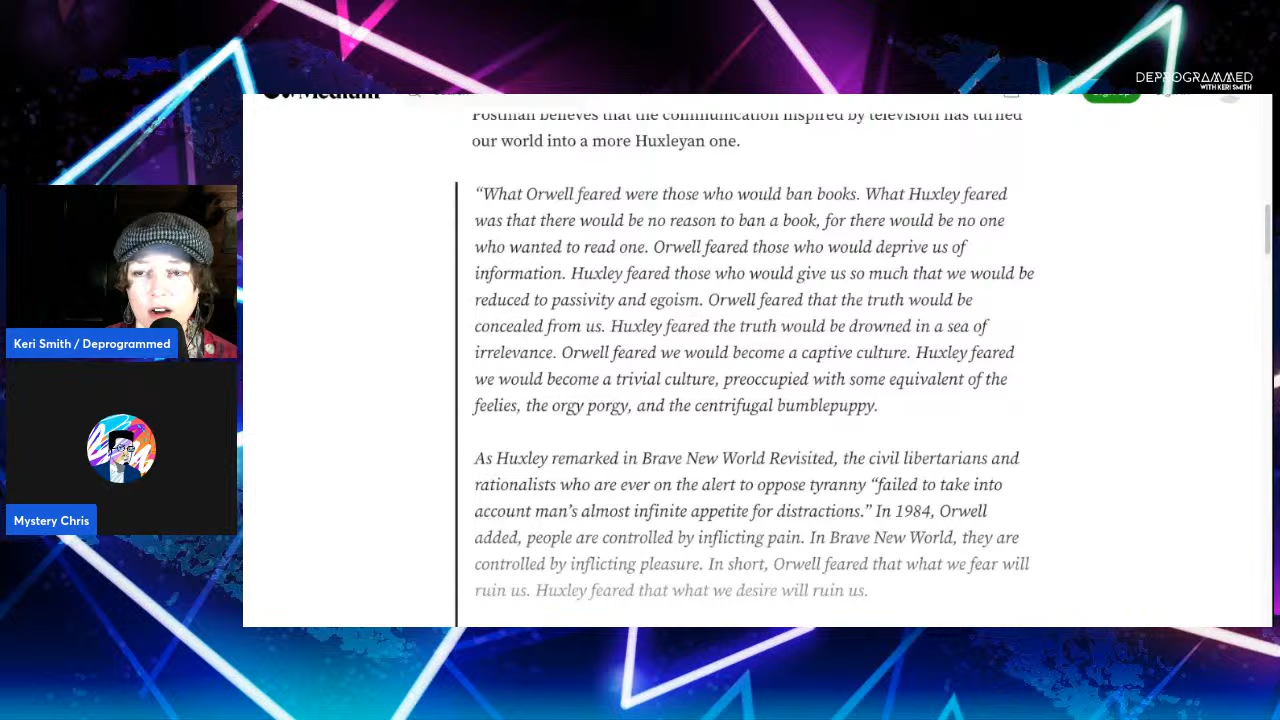 DEPROGRAMMED
WITH KERI SMITH
Medium
Postman believes that the communication inspired by television has turned
our world into a more Huxleyan one.
“What Orwell feared were those who would ban books. What Huxley feared
was that there would be no reason to ban a book, for there would be no one
who wanted to read one. Orwell feared those who would deprive us of
information. Huxley feared those who would give us so much that we would be
reduced to passivity and egoism. Orwell feared that the truth would be
concealed from us. Huxley feared the truth would be drowned in a sea of
irrelevance. Orwell feared we would become a captive culture. Huxley feared
we would become a trivial culture, preoccupied with some equivalent of the
feelies, the orgy porgy, and the centrifugal bumblepuppy.
As Huxley remarked in Brave New World Revisited, the civil libertarians and
rationalists who are ever on the alert to oppose tyranny “failed to take into
account man’s almost infinite appetite for distractions.” In 1984, Orwell
added, people are controlled by inflicting pain. In Brave New World, they are
controlled by inflicting pleasure. In short, Orwell feared that what we fear will
ruin us. Huxley feared that what we desire will ruin us.
Keri Smith / Deprogrammed
Mystery Chris